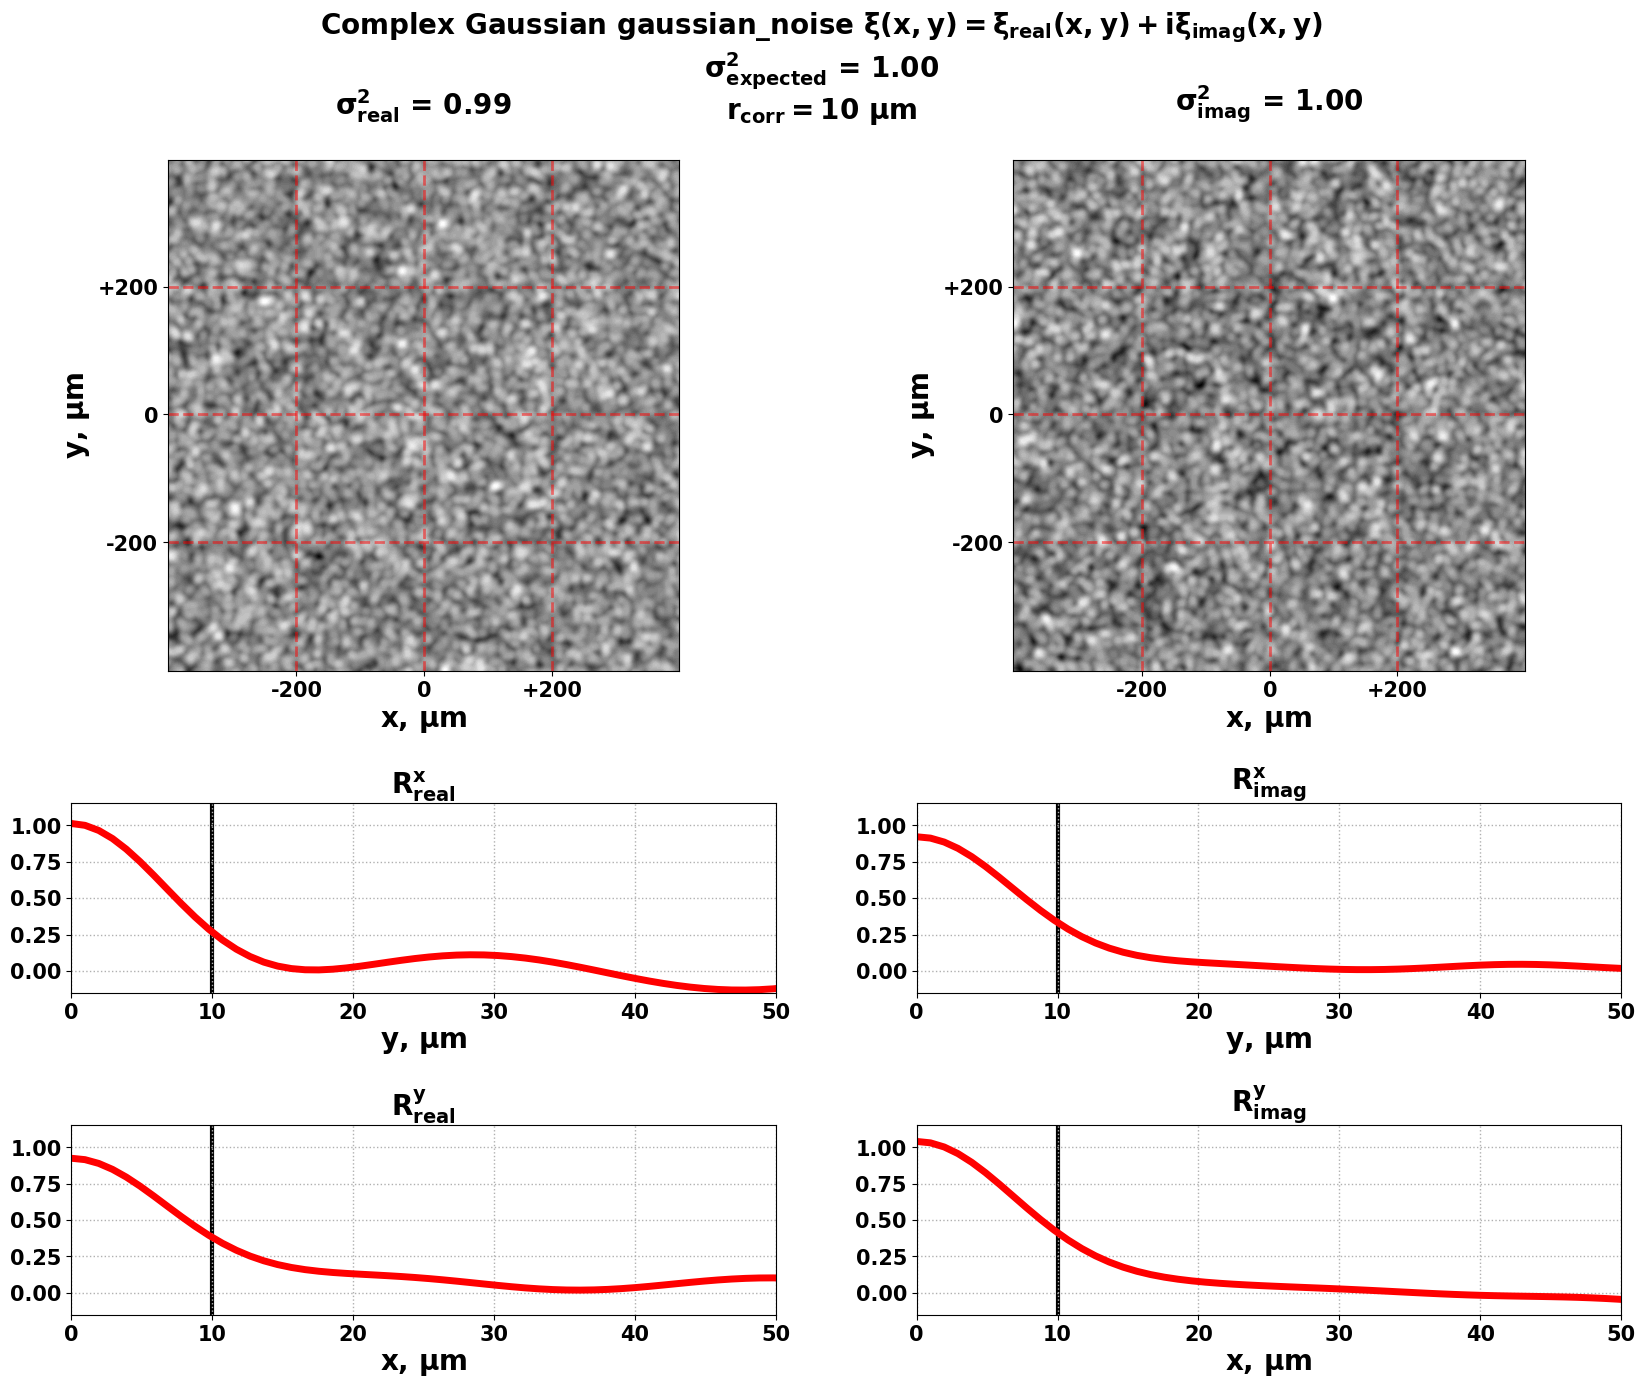 Complex Gaussian gaussian_noise ξ(x, y) = ξreal(x, y) + iξimag(x, y)
σ²expected = 1.00
σ²real = 0.99
rcorr = 10 μm
σ²imag = 1.00
+200
0
-200
y, μm
-200 0 +200
x, μm
+200
0
-200
y, μm
-200 0 +200
x, μm
R^x_real
1.00
0.75
0.50
0.25
0.00
0 10 20 30 40 50
y, μm
R^x_imag
1.00
0.75
0.50
0.25
0.00
0 10 20 30 40 50
y, μm
R^y_real
1.00
0.75
0.50
0.25
0.00
0 10 20 30 40 50
x, μm
R^y_imag
1.00
0.75
0.50
0.25
0.00
0 10 20 30 40 50
x, μm